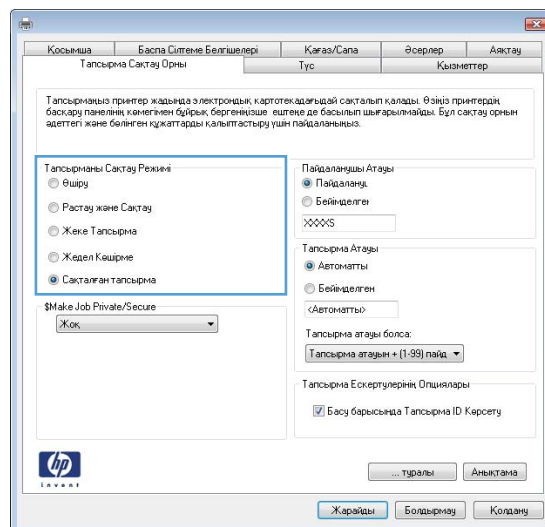 Қосымша Баспа Сілтеме Белгішелері Қағаз/Сапа Әсерлер Аяқтау
Тапсырма Сақтау Орны Түс Қызметтер
Тапсырмаңыз принтер жадында электрондық картотекадағыдай сақталып қалады. Өзіңіз принтердің
басқару панелінің көмегімен бұйрық бергеніңізше ештеңе де басылып шығарылмайды. Бұл сақтау орнын
әдеттегі және бөлінген құжаттарды қалыптастыру үшін пайдаланыңыз.
Тапсырманы Сақтау Режимі
Өшіру
Растау және Сақтау
Жеке Тапсырма
Жедел Көшірме
Сақталған тапсырма
$Make Job Private/Secure
Жоқ
Пайдаланушы Атауы
Пайдалану
Бейімделген
XXXXS
Тапсырма Атауы
Автоматты
Бейімделген
<Автоматты>
Тапсырма атауы болса:
Тапсырма атауын + (1-99) пайд
Тапсырма Ескертулерінің Опциялары
Басу барысында Тапсырма ID Көрсету
hp
invent
... туралы Анықтама
Жарайды Болдырмау Қолдану